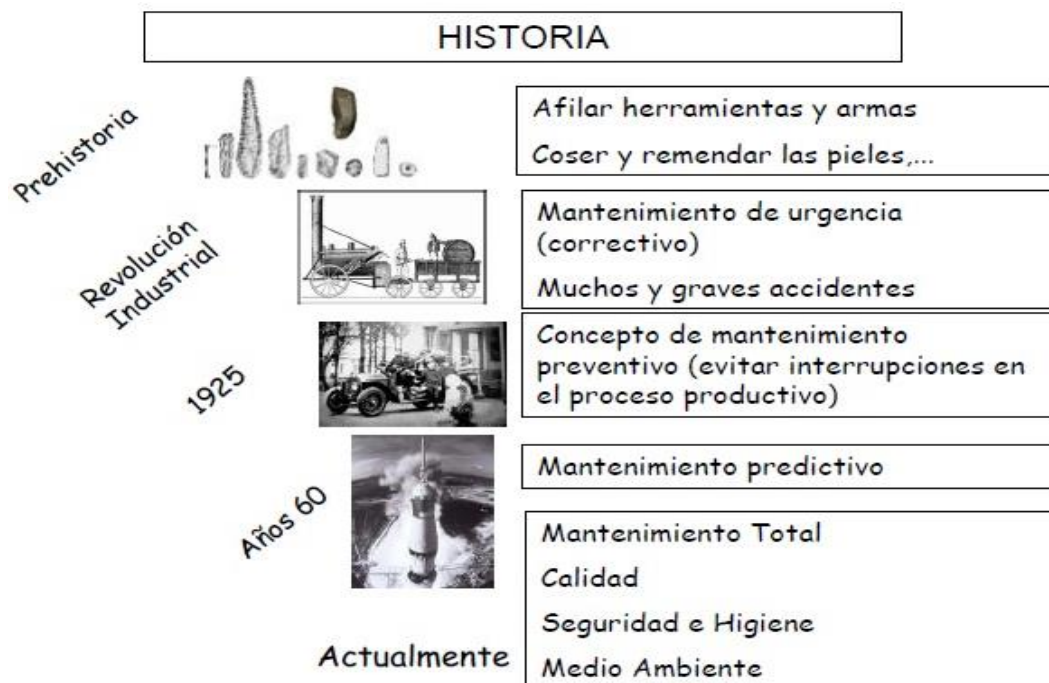 HISTORIA
Prehistoria
Afilar herramientas y armas
Coser y remendar las pieles,...
Revolución
Industrial
Mantenimiento de urgencia
(correctivo)
Muchos y graves accidentes
1925
Concepto de mantenimiento
preventivo (evitar interrupciones en
el proceso productivo)
Años 60
Mantenimiento predictivo
Actualmente
Mantenimiento Total
Calidad
Seguridad e Higiene
Medio Ambiente